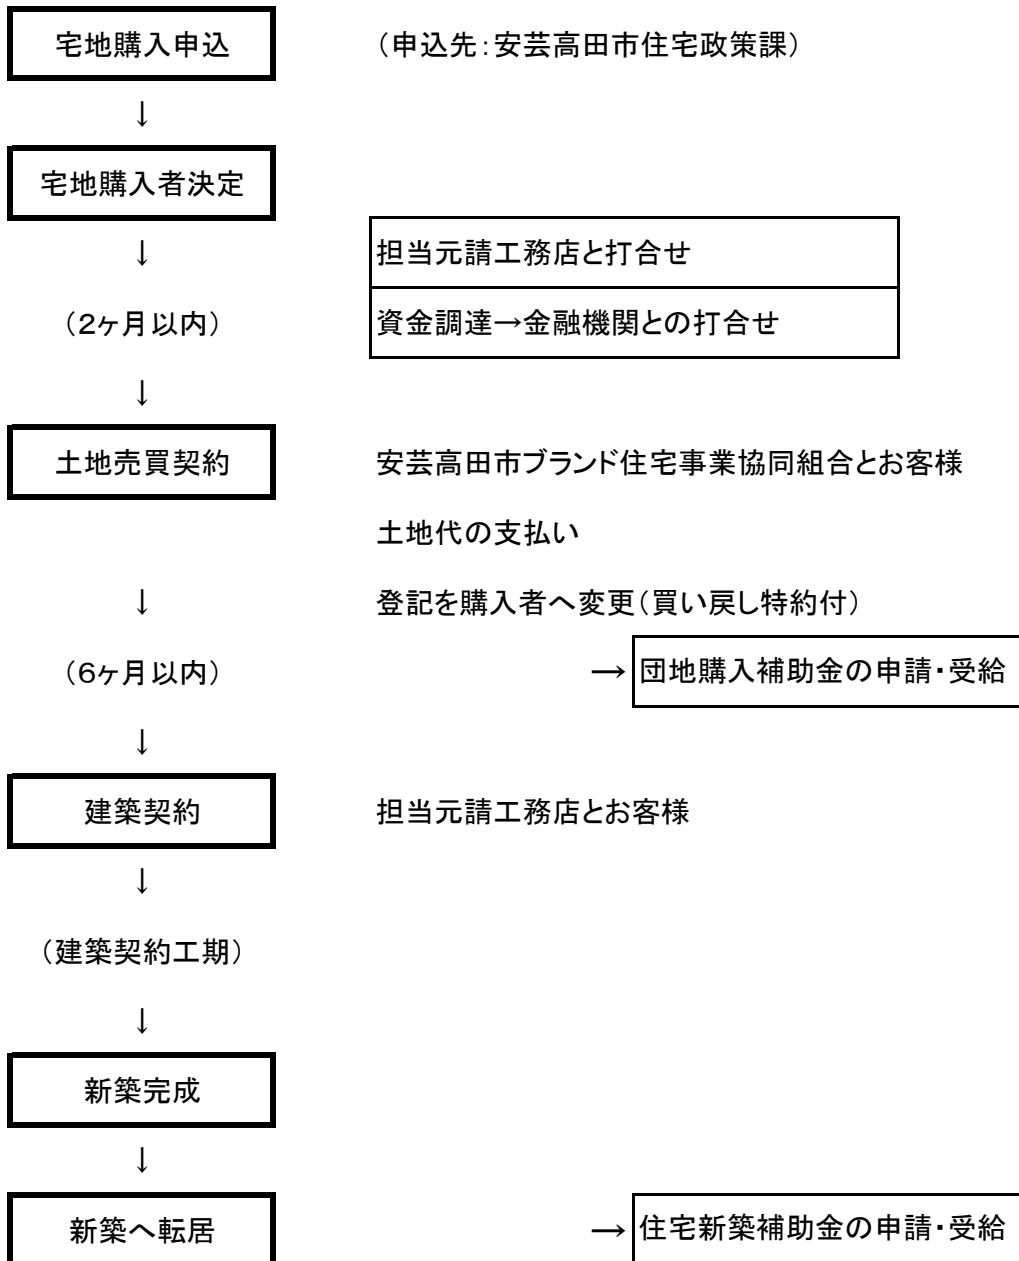 宅地購入申込 （申込先：安芸高田市住宅政策課）
↓
宅地購入者決定
↓ 担当元請工務店と打合せ
（２ヶ月以内） 資金調達→金融機関との打合せ
↓
土地売買契約 安芸高田市ブランド住宅事業協同組合とお客様
土地代の支払い
↓ 登記を購入者へ変更（買い戻し特約付）
（６ヶ月以内） → 団地購入補助金の申請・受給
↓
建築契約 担当元請工務店とお客様
↓
（建築契約工期）
↓
新築完成
↓
新築へ転居 → 住宅新築補助金の申請・受給